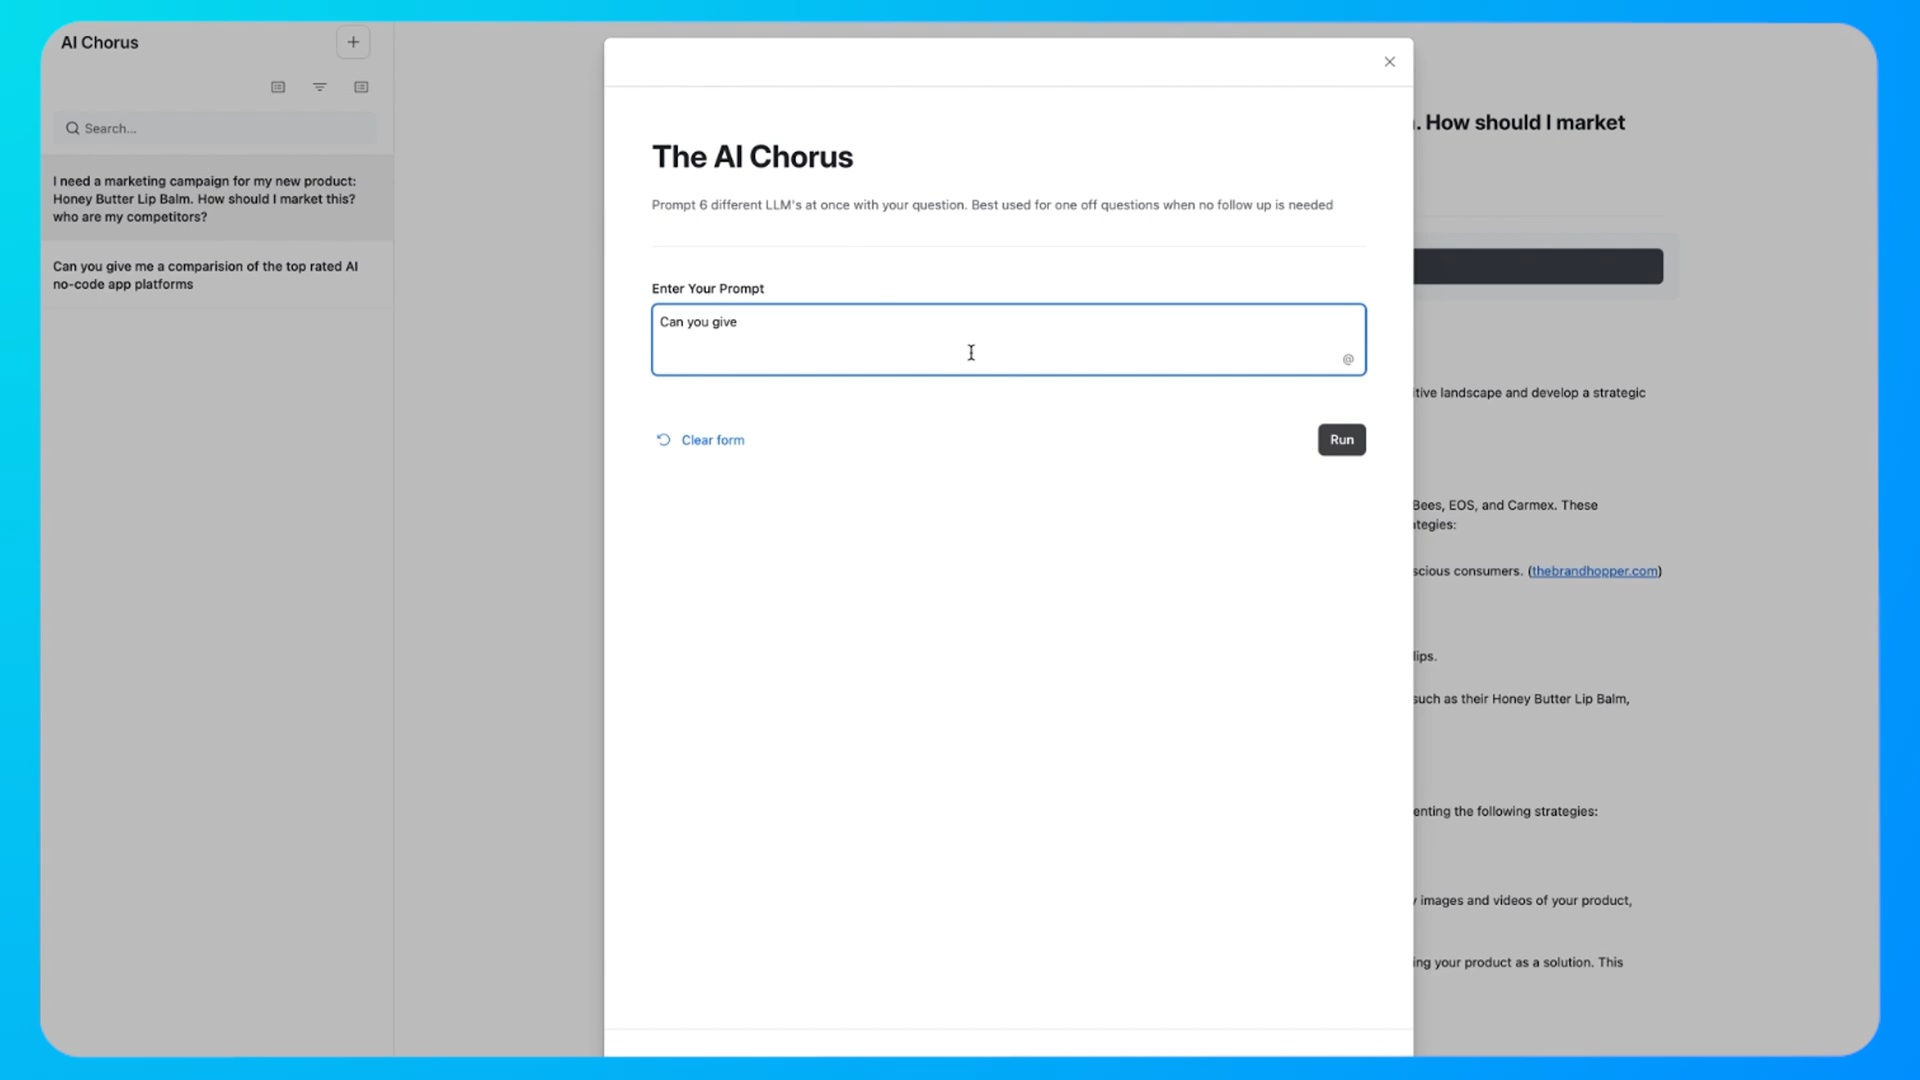 AI Chorus
Search...
I need a marketing campaign for my new product:
Honey Butter Lip Balm. How should I market this?
who are my competitors?
Can you give me a comparision of the top rated AI
no-code app platforms
The AI Chorus
Prompt 6 different LLM's at once with your question. Best used for one off questions when no follow up is needed
Enter Your Prompt
Can you give
@
Clear form
Run
. How should I market
itive landscape and develop a strategic
Bees, EOS, and Carmex. These
tegies:
scious consumers. (thebrandhopper.com)
lips.
such as their Honey Butter Lip Balm,
enting the following strategies:
images and videos of your product,
ing your product as a solution. This